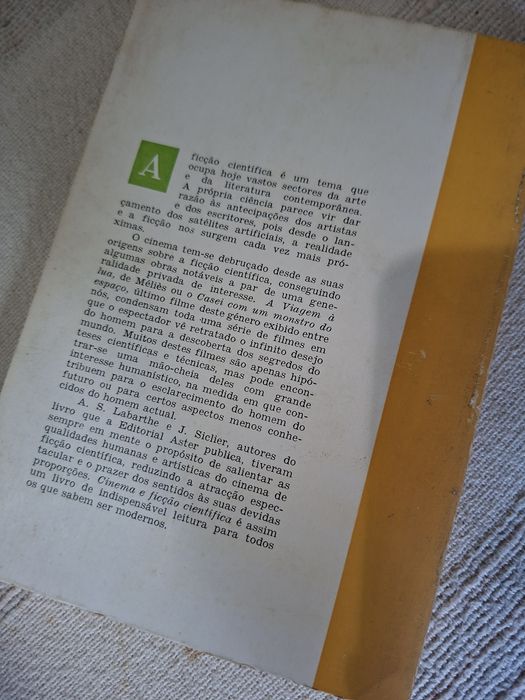 A
ficção científica é um tema que
ocupa hoje vastos sectores da arte
e da literatura contemporânea.
A própria ciência parece vir dar
razão às antecipações dos artistas
e dos escritores, pois desde o lan-
çamento dos satélites artificiais, a realidade
e a ficção nos surgem cada vez mais pró-
ximas.
O cinema tem-se debruçado desde as suas
origens sobre a ficção científica, conseguindo
algumas obras notáveis a par de uma gene-
ralidade privada de interesse. A Viagem à
lua, de Méliès ou o Casei com um monstro do
espaço, último filme deste género exibido entre
nós, condensam toda uma série de filmes em
que o espectador vê retratado o infinito desejo
do homem para a descoberta dos segredos do
mundo. Muitos destes filmes são apenas hipó-
teses científicas e técnicas, mas pode encon-
trar-se uma mão-cheia deles com grande
interesse humanístico, na medida em que con-
tribuem para o esclarecimento do homem do
futuro ou para certos aspectos menos conhe-
cidos do homem actual.
A. S. Labarthe e J. Siclier, autores do
livro que a Editorial Aster publica, tiveram
sempre em mente o propósito de salientar as
qualidades humanas e artísticas do cinema de
ficção científica, reduzindo a atracção espec-
tacular e o prazer dos sentidos às suas devidas
proporções. Cinema e ficção científica é assim
um livro de indispensável leitura para todos
os que sabem ser modernos.